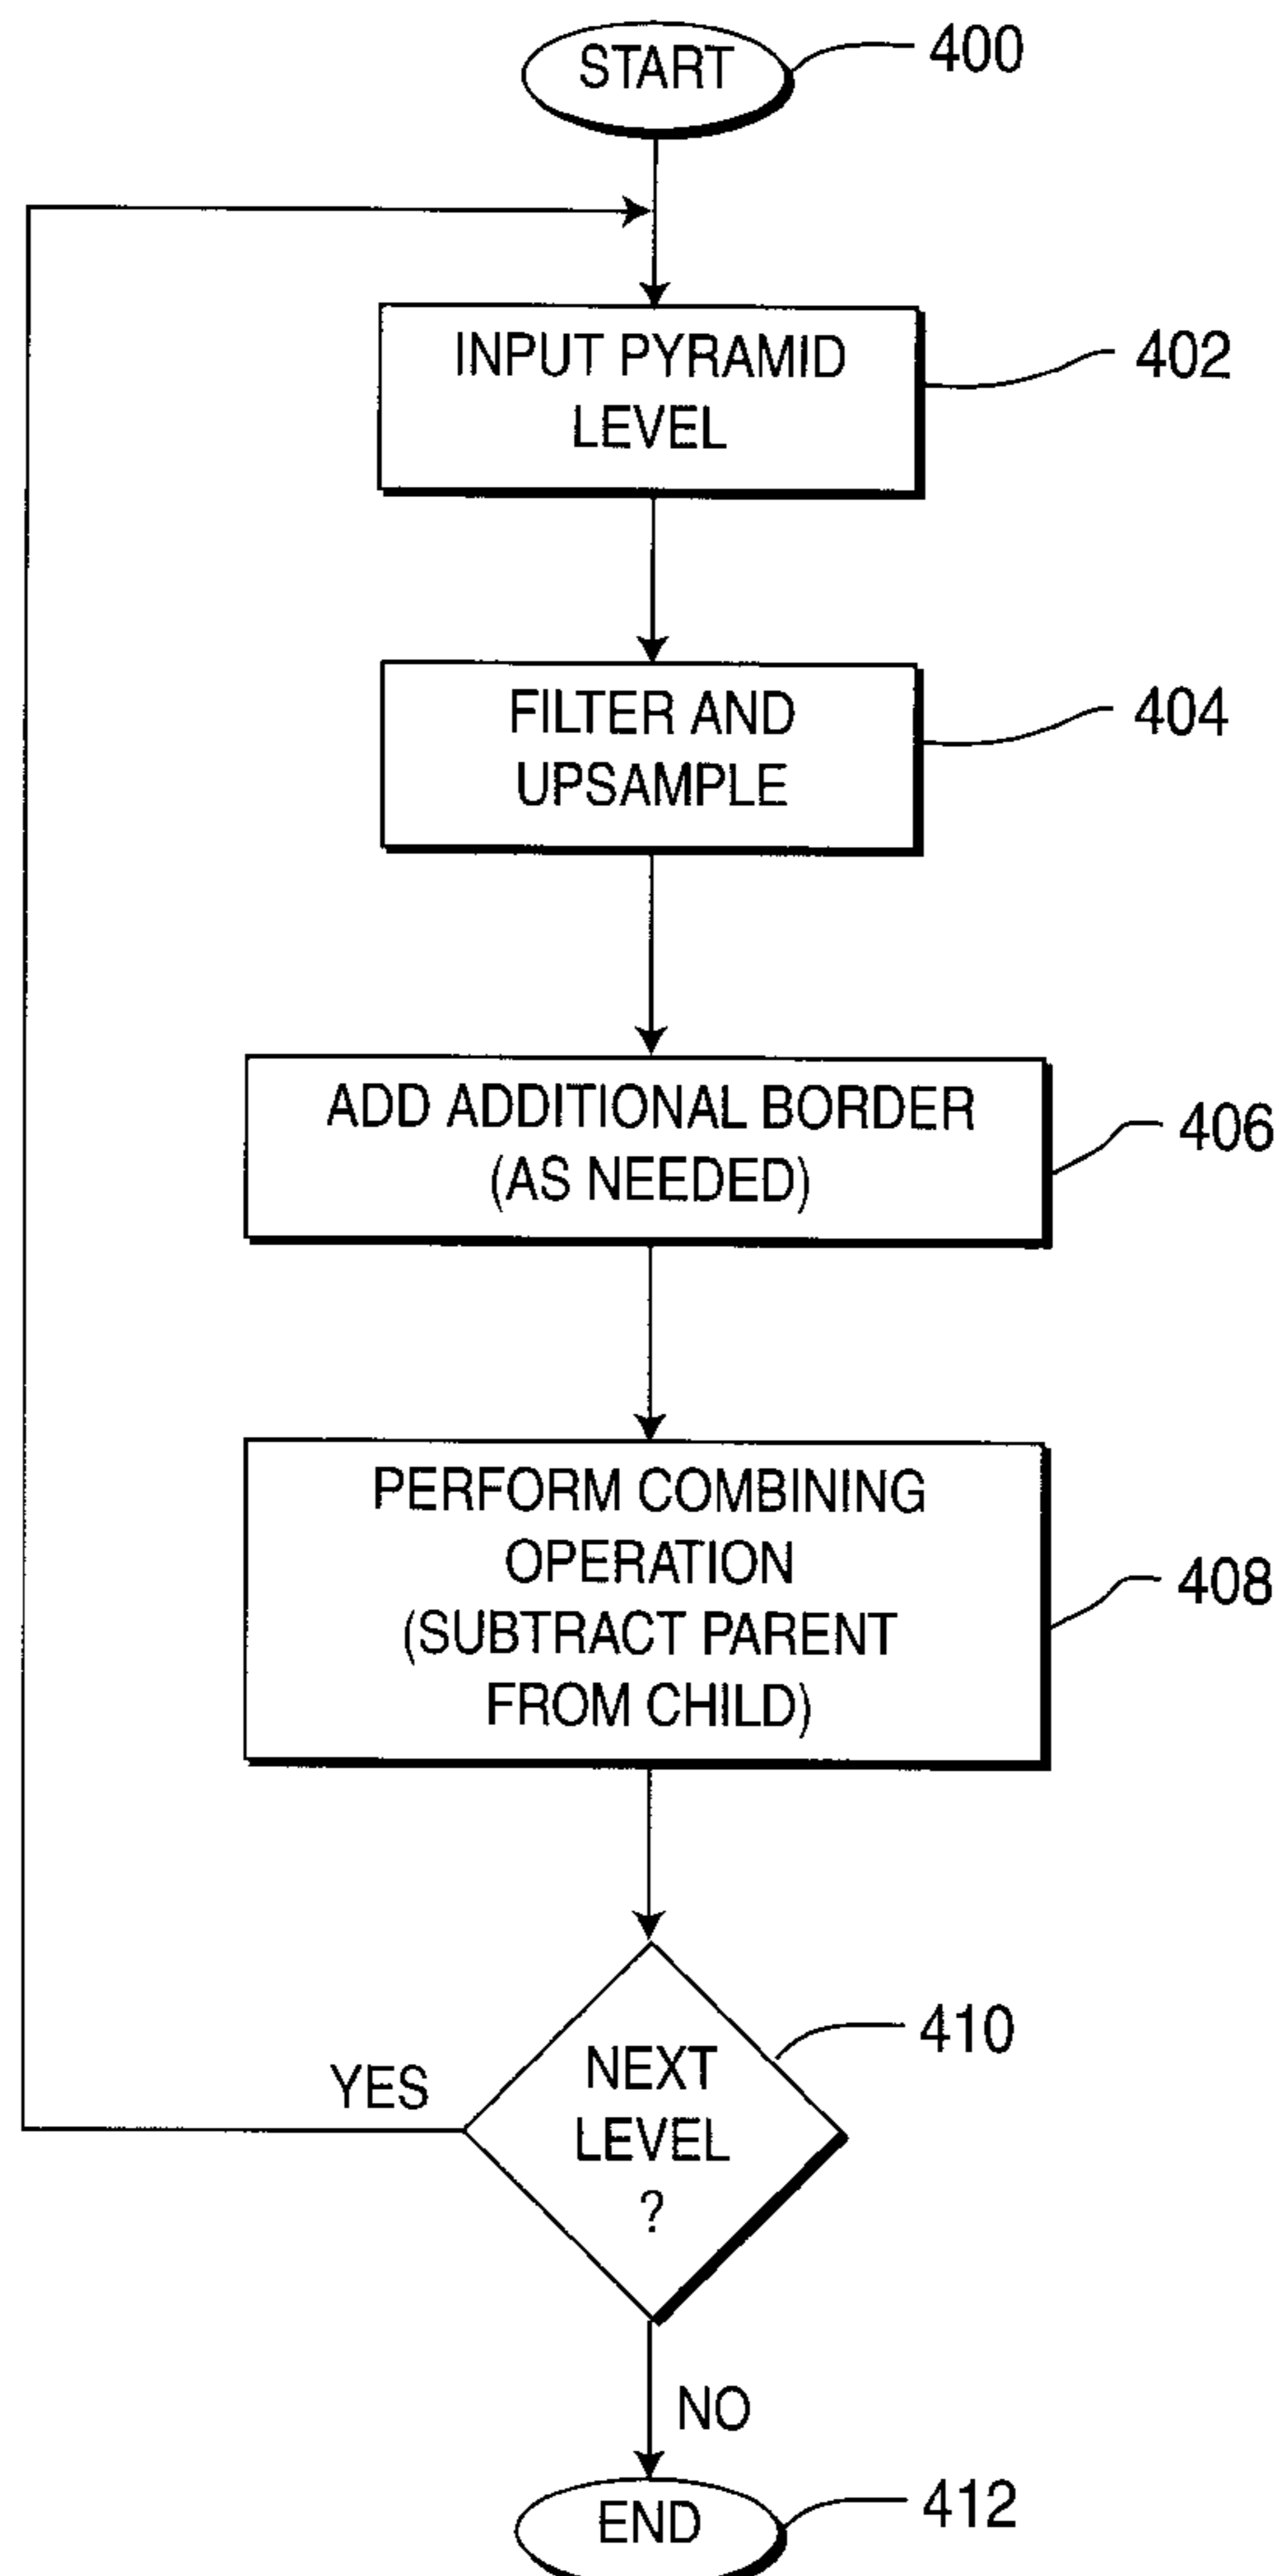 START
400
INPUT PYRAMID
LEVEL
402
FILTER AND
UPSAMPLE
404
ADD ADDITIONAL BORDER
(AS NEEDED)
406
PERFORM COMBINING
OPERATION
(SUBTRACT PARENT
FROM CHILD)
408
NEXT
LEVEL
?
410
YES
NO
END
412